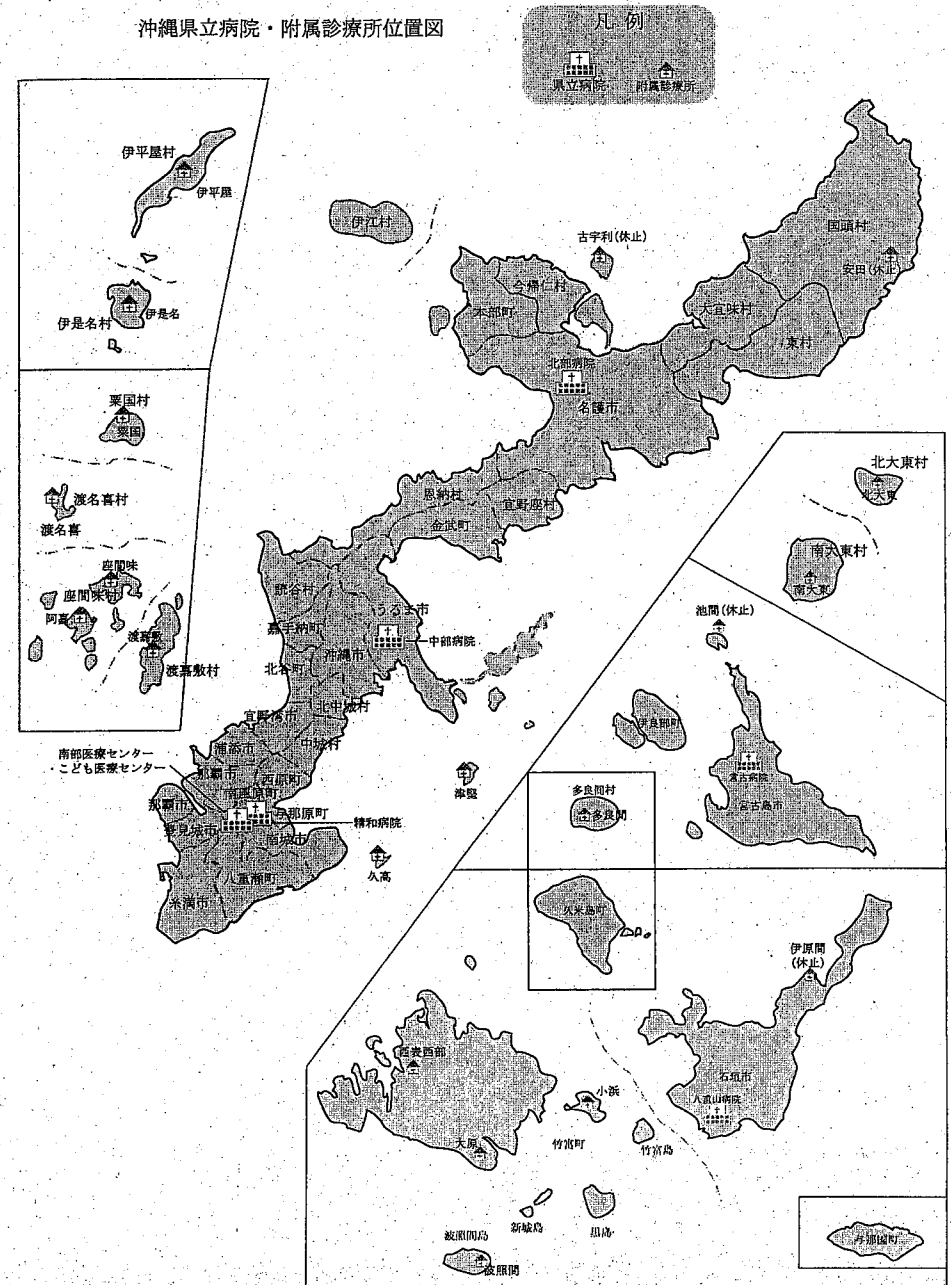 沖縄県立病院・附属診療所位置図
凡例
県立病院
附属診療所
伊平屋村
伊平屋
伊是名村
伊是名
粟国村
粟国
渡名喜村
渡名喜
座間味
座間味村
阿嘉
渡嘉敷
渡嘉敷村
伊江村
古宇利(休止)
国頭村
安田(休止)
今帰仁村
本部町
大宜味村
東村
北部病院
名護市
恩納村
宜野座村
金武町
読谷村
うるま市
嘉手納町
中部病院
沖縄市
北谷町
北中城村
宜野湾市
中城村
浦添市
南部医療センター
・こども医療センター
那覇市
西原町
南風原町
那覇市
与那原町
精和病院
豊見城市
南城市
八重瀬町
糸満市
津堅
久高
北大東村
北大東
南大東村
南大東
池間(休止)
伊良部町
宮古病院
宮古島市
多良間村
多良間
久米島町
伊原間
(休止)
西表西部
石垣市
八重山病院
小浜
大原
竹富町
竹富島
新城島
黒島
波照間島
波照間
与那国町